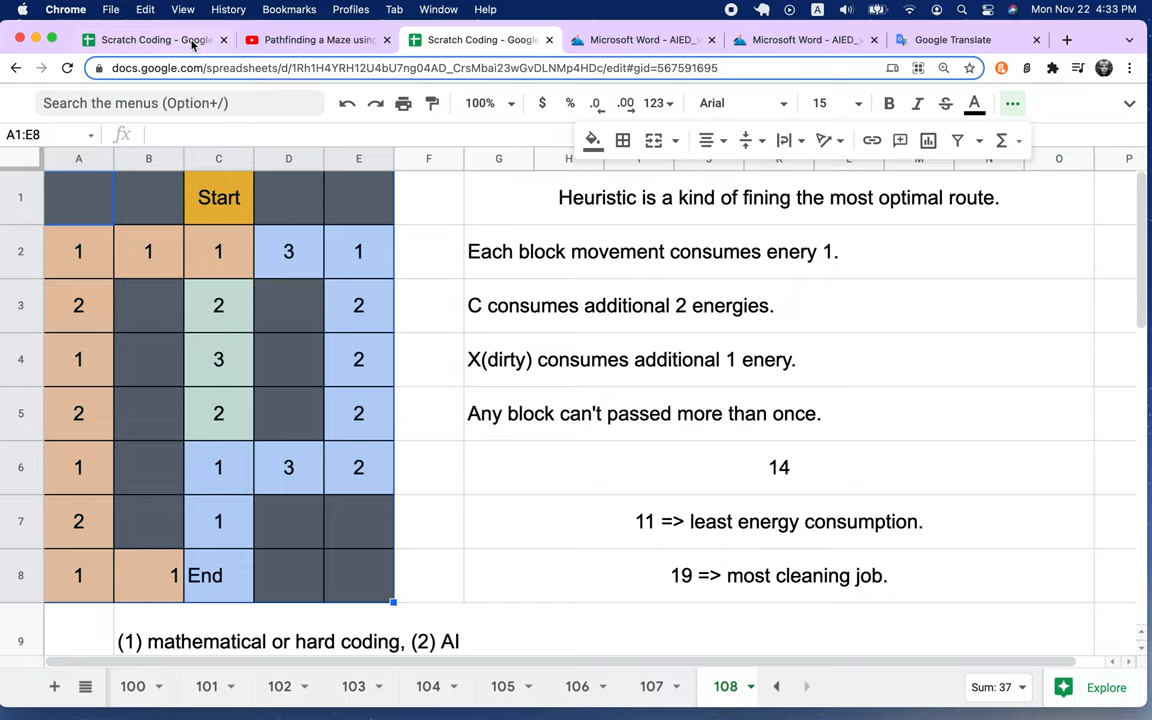 Chrome File Edit View History Bookmarks Profiles Tab Window Help A Mon Nov 22 4:33 PM
Scratch Coding - Google Pathfinding a Maze using Scratch Coding - Google Microsoft Word - AIED_ Microsoft Word - AIED_ Google Translate
docs.google.com/spreadsheets/d/1Rh1H4YRH12U4bU7ng04AD_CrsMbai23wGvDLNMp4HDc/edit#gid=567591695
Search the menus (Option+/) 100% $ % .0 .00 123 Arial 15 B I S A
A1:E8 fx
A B C D E F G H O P
1 Start Heuristic is a kind of fining the most optimal route.
2 1 1 1 3 1 Each block movement consumes enery 1.
3 2 2 2 C consumes additional 2 energies.
4 1 3 2 X(dirty) consumes additional 1 enery.
5 2 2 2 Any block can't passed more than once.
6 1 1 3 2 14
7 2 1 11 => least energy consumption.
8 1 1 End 19 => most cleaning job.
9 (1) mathematical or hard coding, (2) AI
100 101 102 103 104 105 106 107 108 Sum: 37 Explore